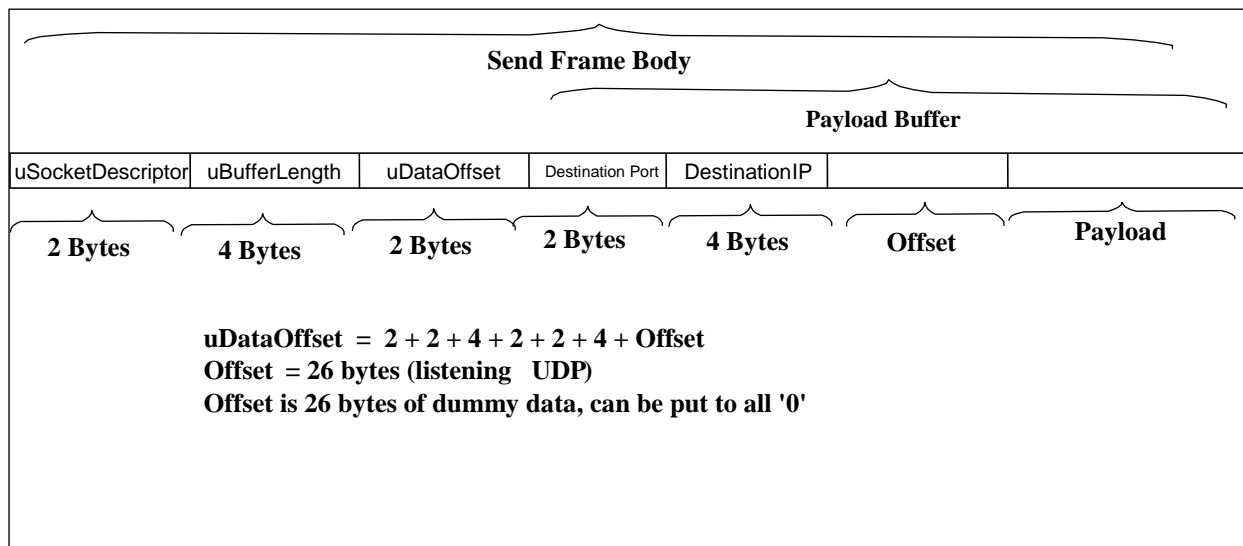 Send Frame Body
Payload Buffer
uSocketDescriptor uBufferLength uDataOffset Destination Port DestinationIP
2 Bytes 4 Bytes 2 Bytes 2 Bytes 4 Bytes Offset Payload
uDataOffset = 2 + 2 + 4 + 2 + 2 + 4 + Offset
Offset = 26 bytes (listening UDP)
Offset is 26 bytes of dummy data, can be put to all '0'